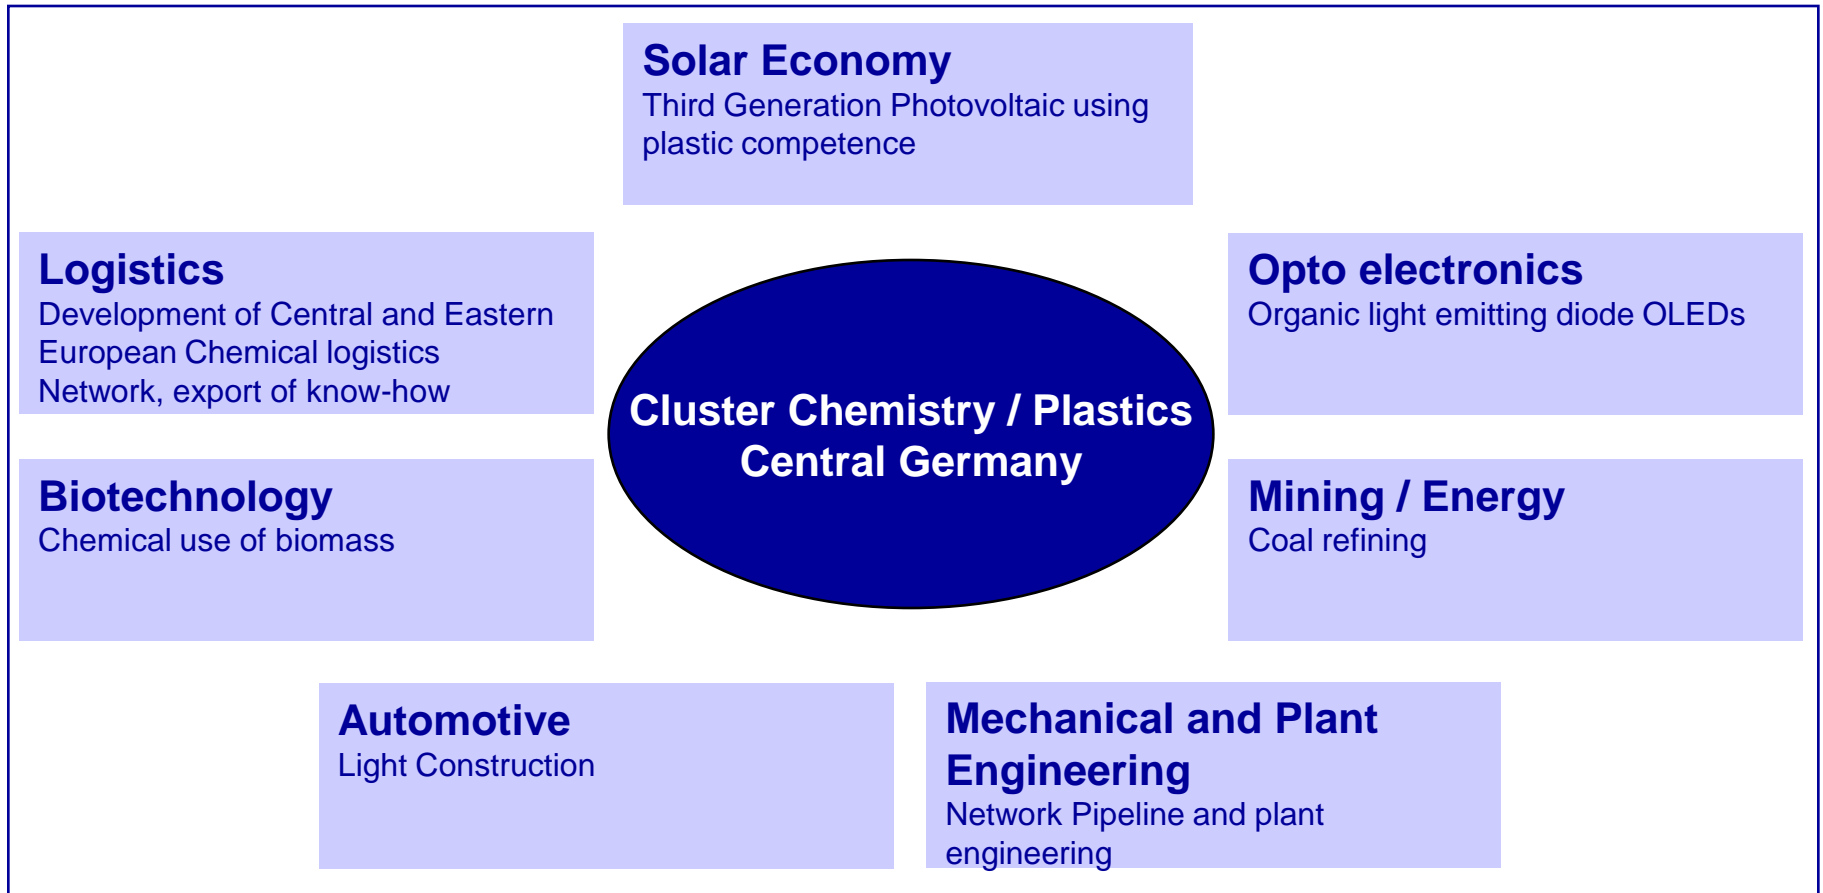 Solar Economy
Third Generation Photovoltaic using
plastic competence
Logistics
Development of Central and Eastern
European Chemical logistics
Network, export of know-how
Opto electronics
Organic light emitting diode OLEDs
Cluster Chemistry / Plastics
Central Germany
Biotechnology
Chemical use of biomass
Mining / Energy
Coal refining
Automotive
Light Construction
Mechanical and Plant
Engineering
Network Pipeline and plant
engineering